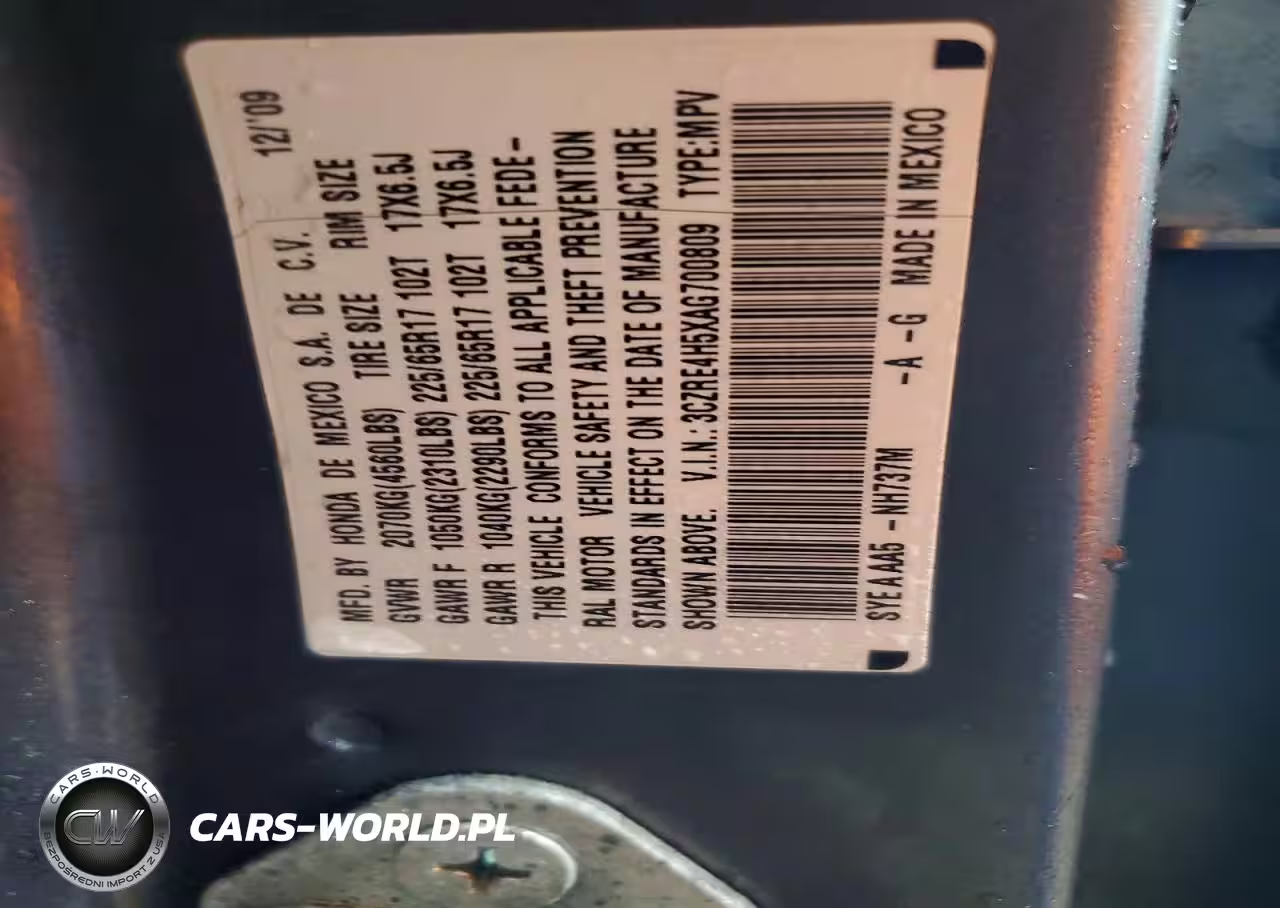 12/'09
MFD. BY HONDA DE MEXICO S.A. DE C.V.
GVWR 2070KG(4560LBS) TIRE SIZE RIM SIZE
GAWR F 1050KG(2310LBS) 225/65R17 102T 17X6.5J
GAWR R 1040KG(2290LBS) 225/65R17 102T 17X6.5J
THIS VEHICLE CONFORMS TO ALL APPLICABLE FEDE-
RAL MOTOR VEHICLE SAFETY AND THEFT PREVENTION
STANDARDS IN EFFECT ON THE DATE OF MANUFACTURE
SHOWN ABOVE. V.I.N.: 3CZRE4H5XAG700809 TYPE:MPV
SYE A AA5 - NH737M -A - G MADE IN MEXICO
CARS-WORLD
CW
BEZPOŚREDNI IMPORT Z USA
CARS-WORLD.PL